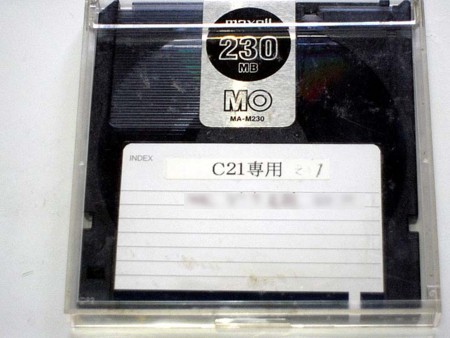 maxell
230
MB
MO
MA-M230
INDEX
C21専用